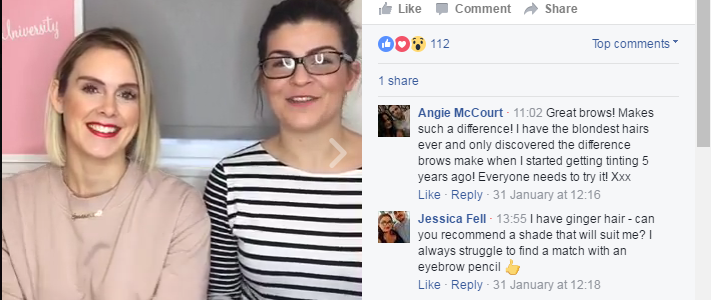 University
Like Comment Share
112 Top comments
1 share
Angie McCourt · 11:02 Great brows! Makes
such a difference! I have the blondest hairs
ever and only discovered the difference
brows make when I started getting tinting 5
years ago! Everyone needs to try it! Xxx
Like · Reply · 31 January at 12:16
Jessica Fell · 13:55 I have ginger hair - can
you recommend a shade that will suit me? I
always struggle to find a match with an
eyebrow pencil 👍
Like · Reply · 31 January at 12:18